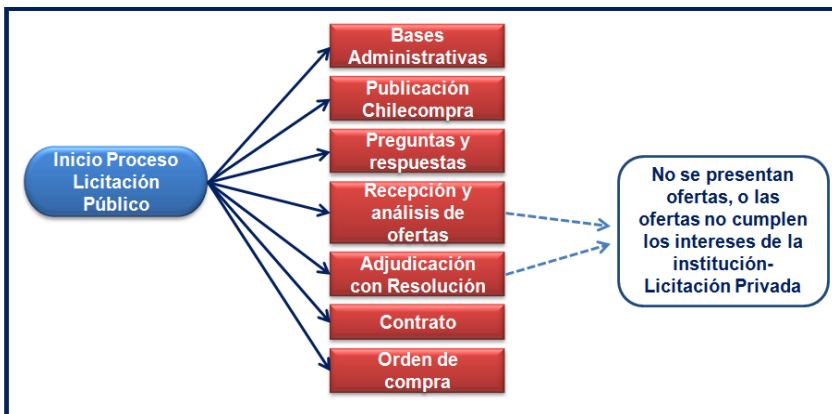 Inicio Proceso
Licitación
Público
Bases
Administrativas
Publicación
Chilecompra
Preguntas y
respuestas
Recepción y
análisis de
ofertas
Adjudicación
con Resolución
Contrato
Orden de
compra
No se presentan
ofertas, o las
ofertas no cumplen
los intereses de la
institución-
Licitación Privada